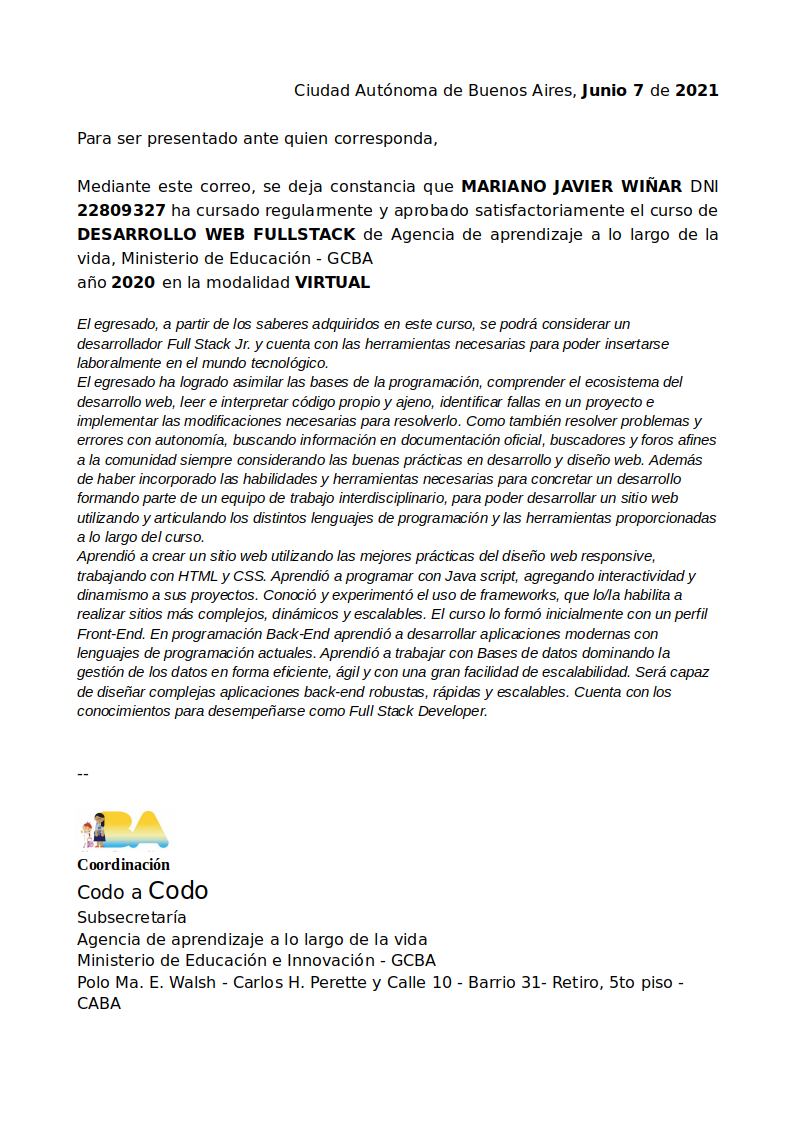 Ciudad Autónoma de Buenos Aires, Junio 7 de 2021
Para ser presentado ante quien corresponda,
Mediante este correo, se deja constancia que MARIANO JAVIER WIÑAR DNI
22809327 ha cursado regularmente y aprobado satisfactoriamente el curso de
DESARROLLO WEB FULLSTACK de Agencia de aprendizaje a lo largo de la
vida, Ministerio de Educación - GCBA
año 2020 en la modalidad VIRTUAL
El egresado, a partir de los saberes adquiridos en este curso, se podrá considerar un
desarrollador Full Stack Jr. y cuenta con las herramientas necesarias para poder insertarse
laboralmente en el mundo tecnológico.
El egresado ha logrado asimilar las bases de la programación, comprender el ecosistema del
desarrollo web, leer e interpretar código propio y ajeno, identificar fallas en un proyecto e
implementar las modificaciones necesarias para resolverlo. Como también resolver problemas y
errores con autonomía, buscando información en documentación oficial, buscadores y foros afines
a la comunidad siempre considerando las buenas prácticas en desarrollo y diseño web. Además
de haber incorporado las habilidades y herramientas necesarias para concretar un desarrollo
formando parte de un equipo de trabajo interdisciplinario, para poder desarrollar un sitio web
utilizando y articulando los distintos lenguajes de programación y las herramientas proporcionadas
a lo largo del curso.
Aprendió a crear un sitio web utilizando las mejores prácticas del diseño web responsive,
trabajando con HTML y CSS. Aprendió a programar con Java script, agregando interactividad y
dinamismo a sus proyectos. Conoció y experimentó el uso de frameworks, que lo/la habilita a
realizar sitios más complejos, dinámicos y escalables. El curso lo formó inicialmente con un perfil
Front-End. En programación Back-End aprendió a desarrollar aplicaciones modernas con
lenguajes de programación actuales. Aprendió a trabajar con Bases de datos dominando la
gestión de los datos en forma eficiente, ágil y con una gran facilidad de escalabilidad. Será capaz
de diseñar complejas aplicaciones back-end robustas, rápidas y escalables. Cuenta con los
conocimientos para desempeñarse como Full Stack Developer.
--
BA
Coordinación
Codo a Codo
Subsecretaría
Agencia de aprendizaje a lo largo de la vida
Ministerio de Educación e Innovación - GCBA
Polo Ma. E. Walsh - Carlos H. Perette y Calle 10 - Barrio 31- Retiro, 5to piso -
CABA